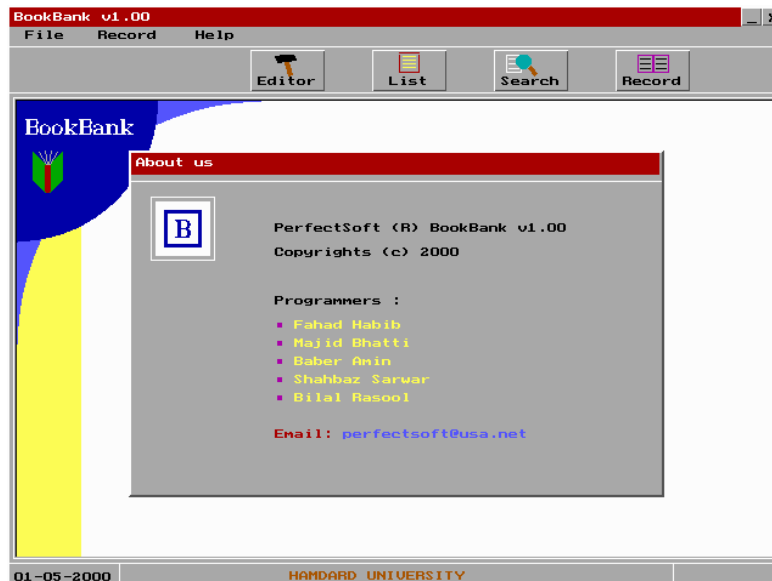 BookBank v1.00
File Record Help
Editor List Search Record
BookBank
About us
B
PerfectSoft (R) BookBank v1.00
Copyrights (c) 2000
Programmers :
Fahad Habib
Majid Bhatti
Baber Amin
Shahbaz Sarwar
Bilal Rasool
Email: perfectsoft@usa.net
01-05-2000 HAMDARD UNIVERSITY